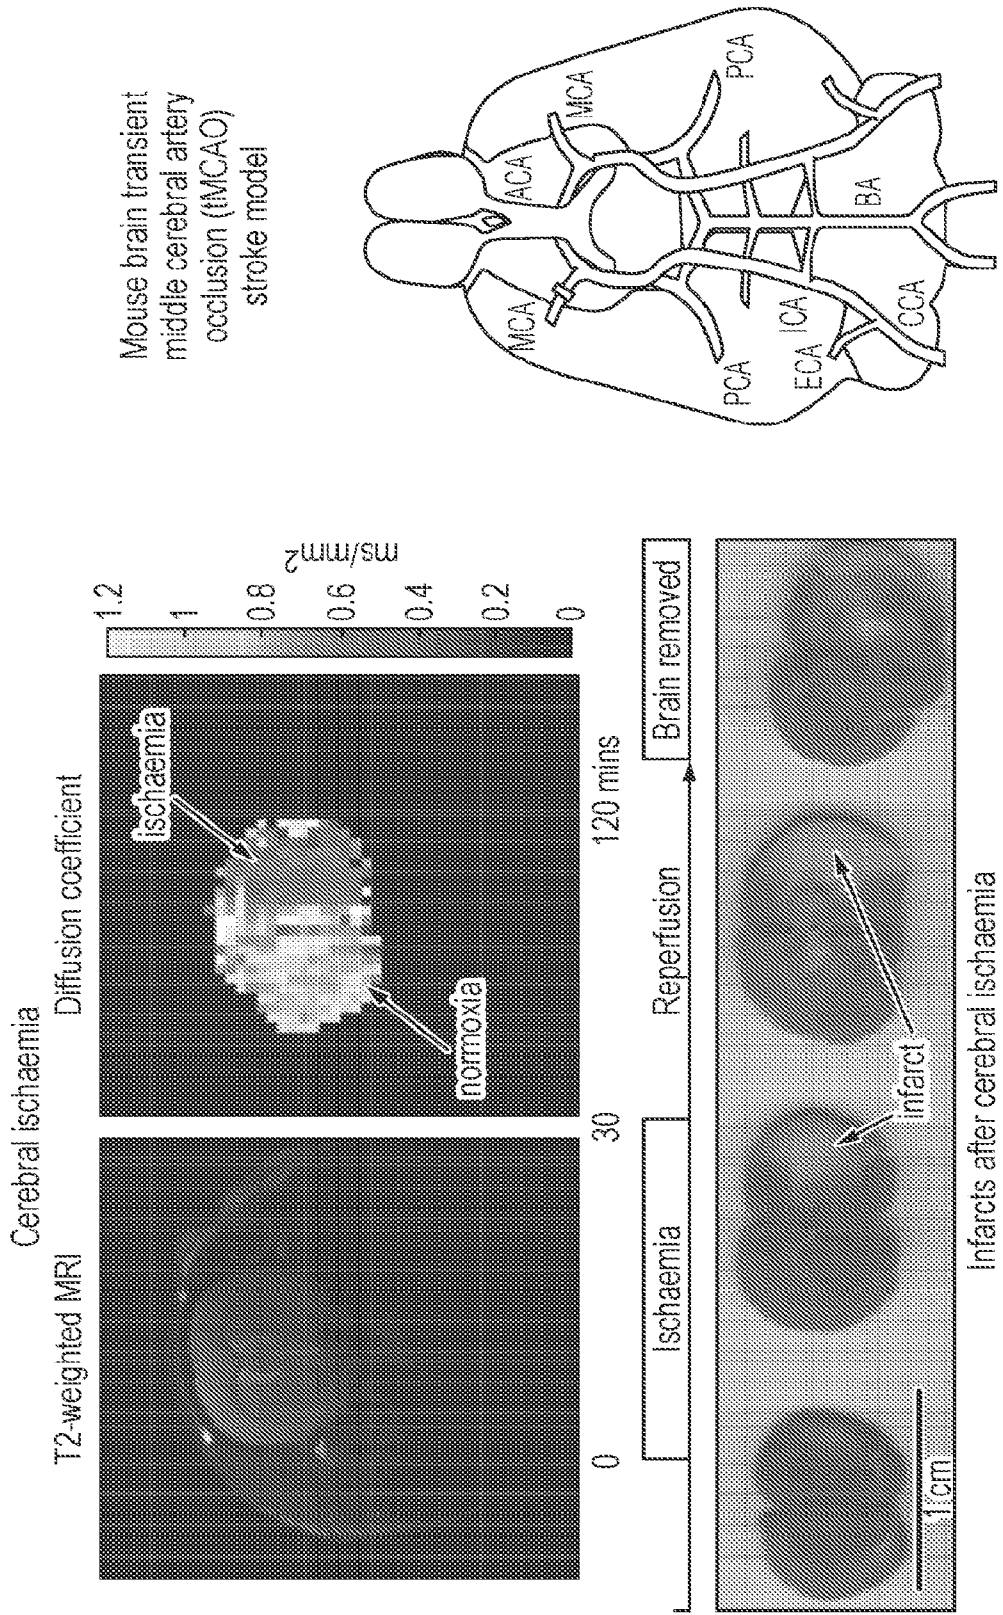 Cerebral ischaemia
T2-weighted MRI
Diffusion coefficient
ischaemia
normoxia
1.2
1
0.8
0.6
0.4
0.2
0
ms/mm²
0
30
120 mins
Ischaemia
Reperfusion
Brain removed
infarct
1cm
Infarcts after cerebral ischaemia
Mouse brain transient
middle cerebral artery
occlusion (tMCAO)
stroke model
MCA
ACA
MCA
PCA
PCA
ICA
ECA
BA
CCA